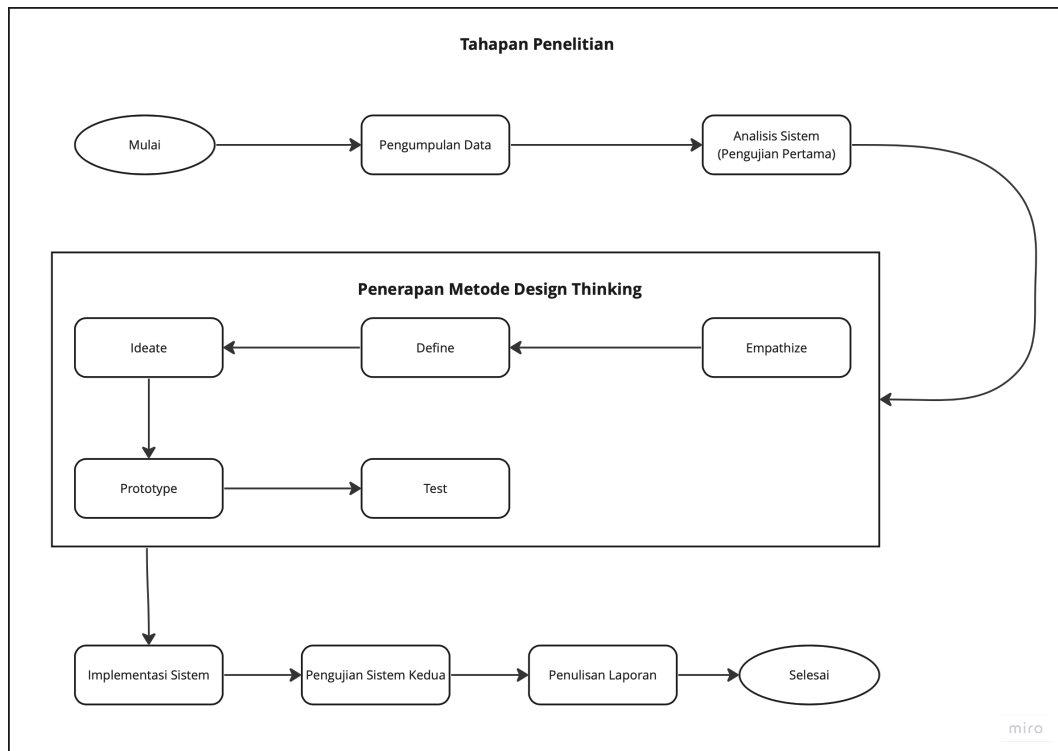 Tahapan Penelitian
Mulai
Pengumpulan Data
Analisis Sistem
(Pengujian Pertama)
Penerapan Metode Design Thinking
Empathize
Define
Ideate
Prototype
Test
Implementasi Sistem
Pengujian Sistem Kedua
Penulisan Laporan
Selesai
miro